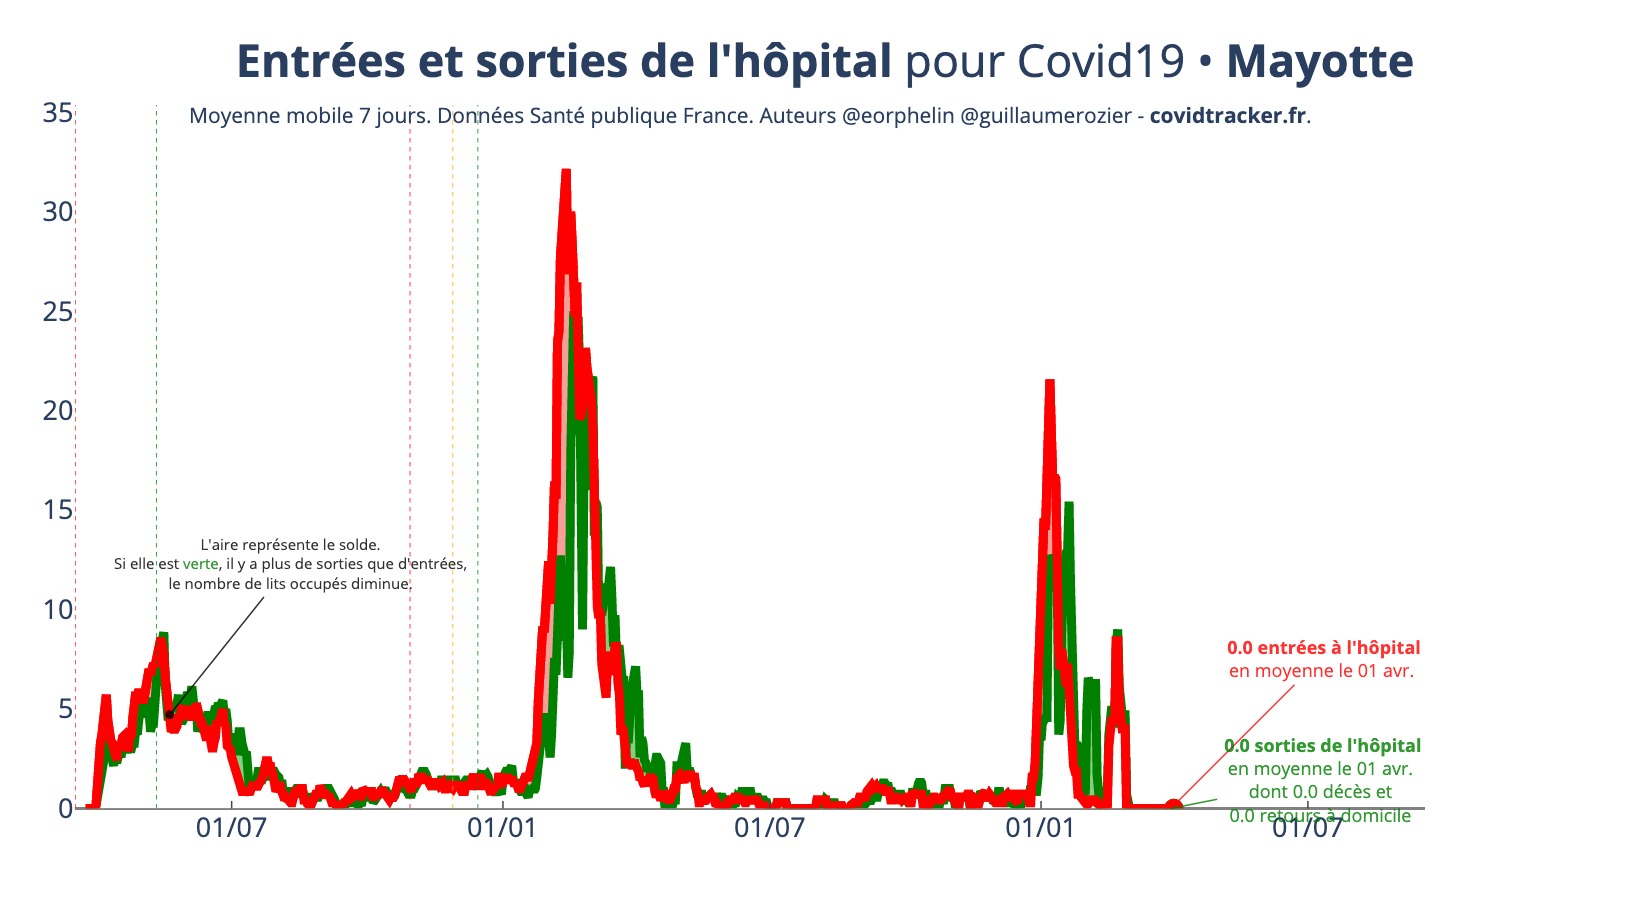 Entrées et sorties de l'hôpital pour Covid19 • Mayotte
Moyenne mobile 7 jours. Données Santé publique France. Auteurs @eorphelin @guillaumerozier - covidtracker.fr.
35
30
25
20
15
10
5
0
L'aire représente le solde.
Si elle est verte, il y a plus de sorties que d'entrées,
le nombre de lits occupés diminue.
0.0 entrées à l'hôpital
en moyenne le 01 avr.
0.0 sorties de l'hôpital
en moyenne le 01 avr.
dont 0.0 décès et
0.0 retours à domicile
01/07
01/01
01/07
01/01
01/07